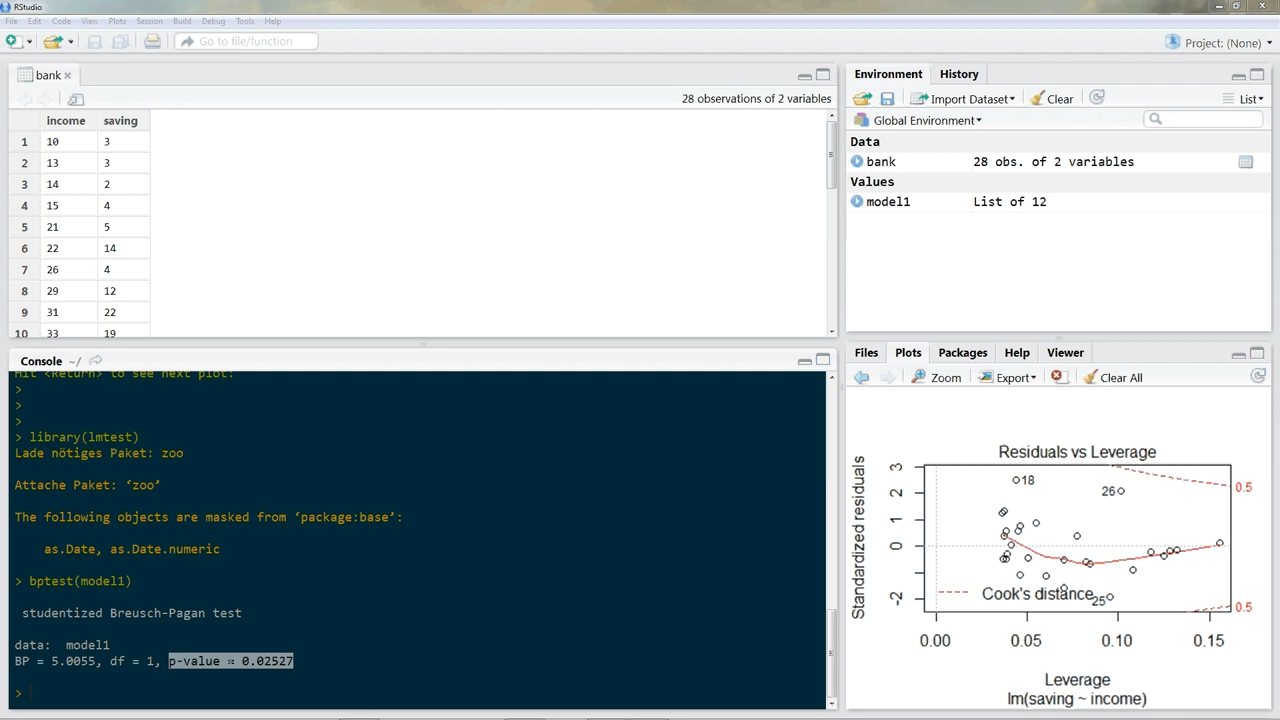 RStudio
File Edit Code View Plots Session Build Debug Tools Help
Go to file/function
Project: (None)
bank
28 observations of 2 variables
income saving
1 10 3
2 13 3
3 14 2
4 15 4
5 21 5
6 22 14
7 26 4
8 29 12
9 31 22
10 33 19
Console ~/
Hit <Return> to see next plot:
>
>
>
> library(lmtest)
Lade nötiges Paket: zoo
Attache Paket: ‘zoo’
The following objects are masked from ‘package:base’:
as.Date, as.Date.numeric
> bptest(model1)
studentized Breusch-Pagan test
data: model1
BP = 5.0055, df = 1, p-value = 0.02527
>
Environment History
Import Dataset Clear List
Global Environment
Data
bank 28 obs. of 2 variables
Values
model1 List of 12
Files Plots Packages Help Viewer
Zoom Export Clear All
Residuals vs Leverage
Standardized residuals
3
2
1
0
-2
18
26
25
0.5
0.5
Cook's distance
0.00 0.05 0.10 0.15
Leverage
lm(saving ~ income)